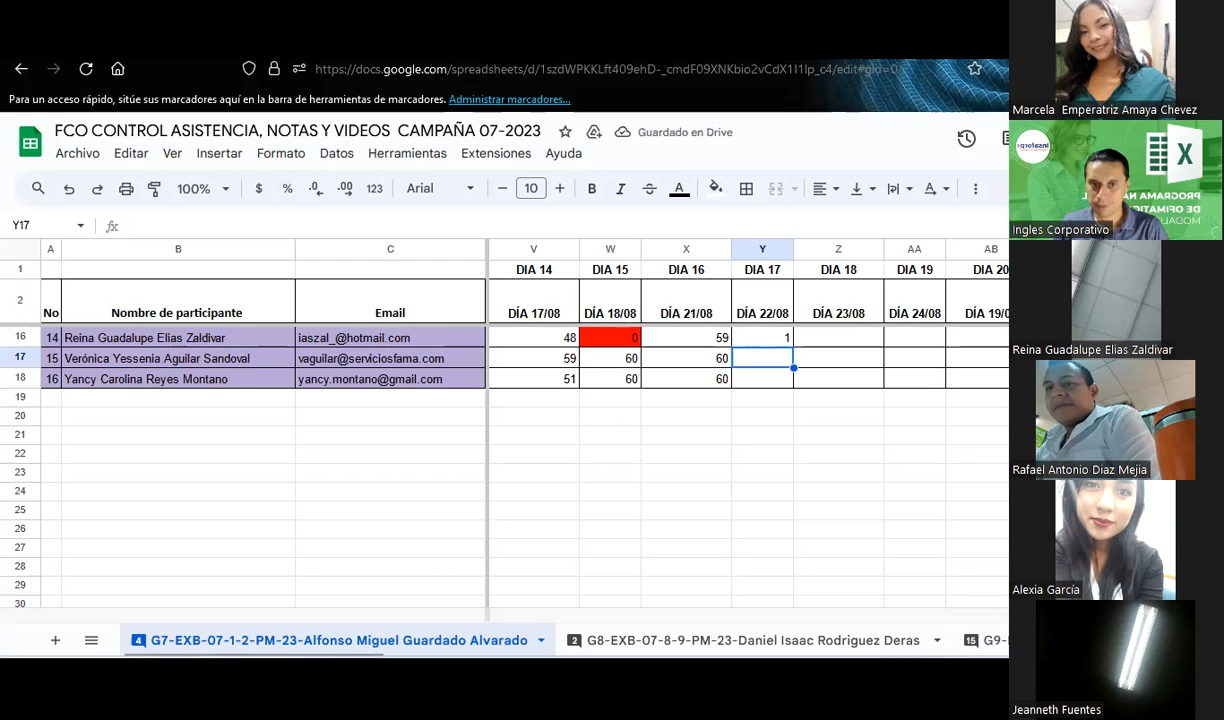 https://docs.google.com/spreadsheets/d/1szdWPKKLft409ehD-_cmdF09XNKbio2vCdX1I1lp_c4/edit#gid=0
Para un acceso rápido, sitúe sus marcadores aquí en la barra de herramientas de marcadores. Administrar marcadores...
FCO CONTROL ASISTENCIA, NOTAS Y VIDEOS CAMPAÑA 07-2023
Guardado en Drive
Archivo Editar Ver Insertar Formato Datos Herramientas Extensiones Ayuda
100% $ % .0 .00 123 Arial − 10 + B I S A
Y17 fx
A B C V W X Y Z AA AB
1 DIA 14 DIA 15 DIA 16 DIA 17 DIA 18 DIA 19 DIA 20
2 No Nombre de participante Email DÍA 17/08 DÍA 18/08 DÍA 21/08 DÍA 22/08 DÍA 23/08 DÍA 24/08 DÍA 19/0
16 14 Reina Guadalupe Elias Zaldivar iaszal_@hotmail.com 48 0 59 1
17 15 Verónica Yessenia Aguilar Sandoval vaguilar@serviciosfama.com 59 60 60
18 16 Yancy Carolina Reyes Montano yancy.montano@gmail.com 51 60 60
19
20
21
22
23
24
25
26
27
28
29
30
+ 4 G7-EXB-07-1-2-PM-23-Alfonso Miguel Guardado Alvarado 2 G8-EXB-07-8-9-PM-23-Daniel Isaac Rodriguez Deras 15 G9-
Marcela Emperatriz Amaya Chevez
insaforp
X
PROGRAMA NA
DE OFIMATIC
MODAL
Ingles Corporativo
Reina Guadalupe Elias Zaldivar
Rafael Antonio Diaz Mejia
Alexia García
Jeanneth Fuentes